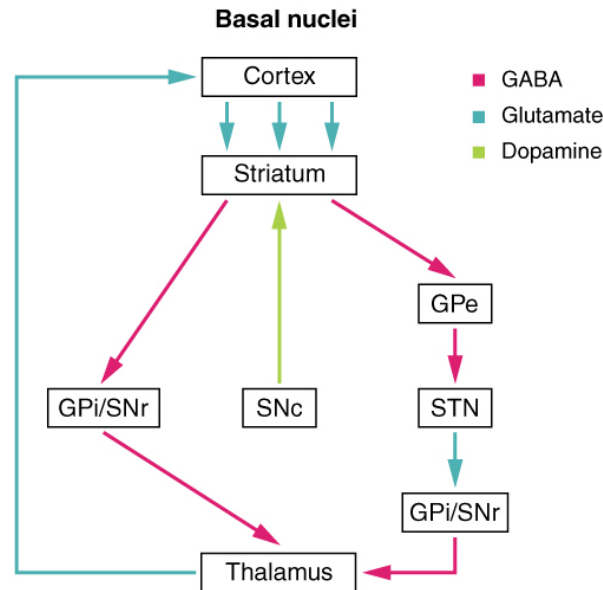 Basal nuclei
Cortex
GABA
Glutamate
Dopamine
Striatum
GPe
GPi/SNr
SNc
STN
GPi/SNr
Thalamus